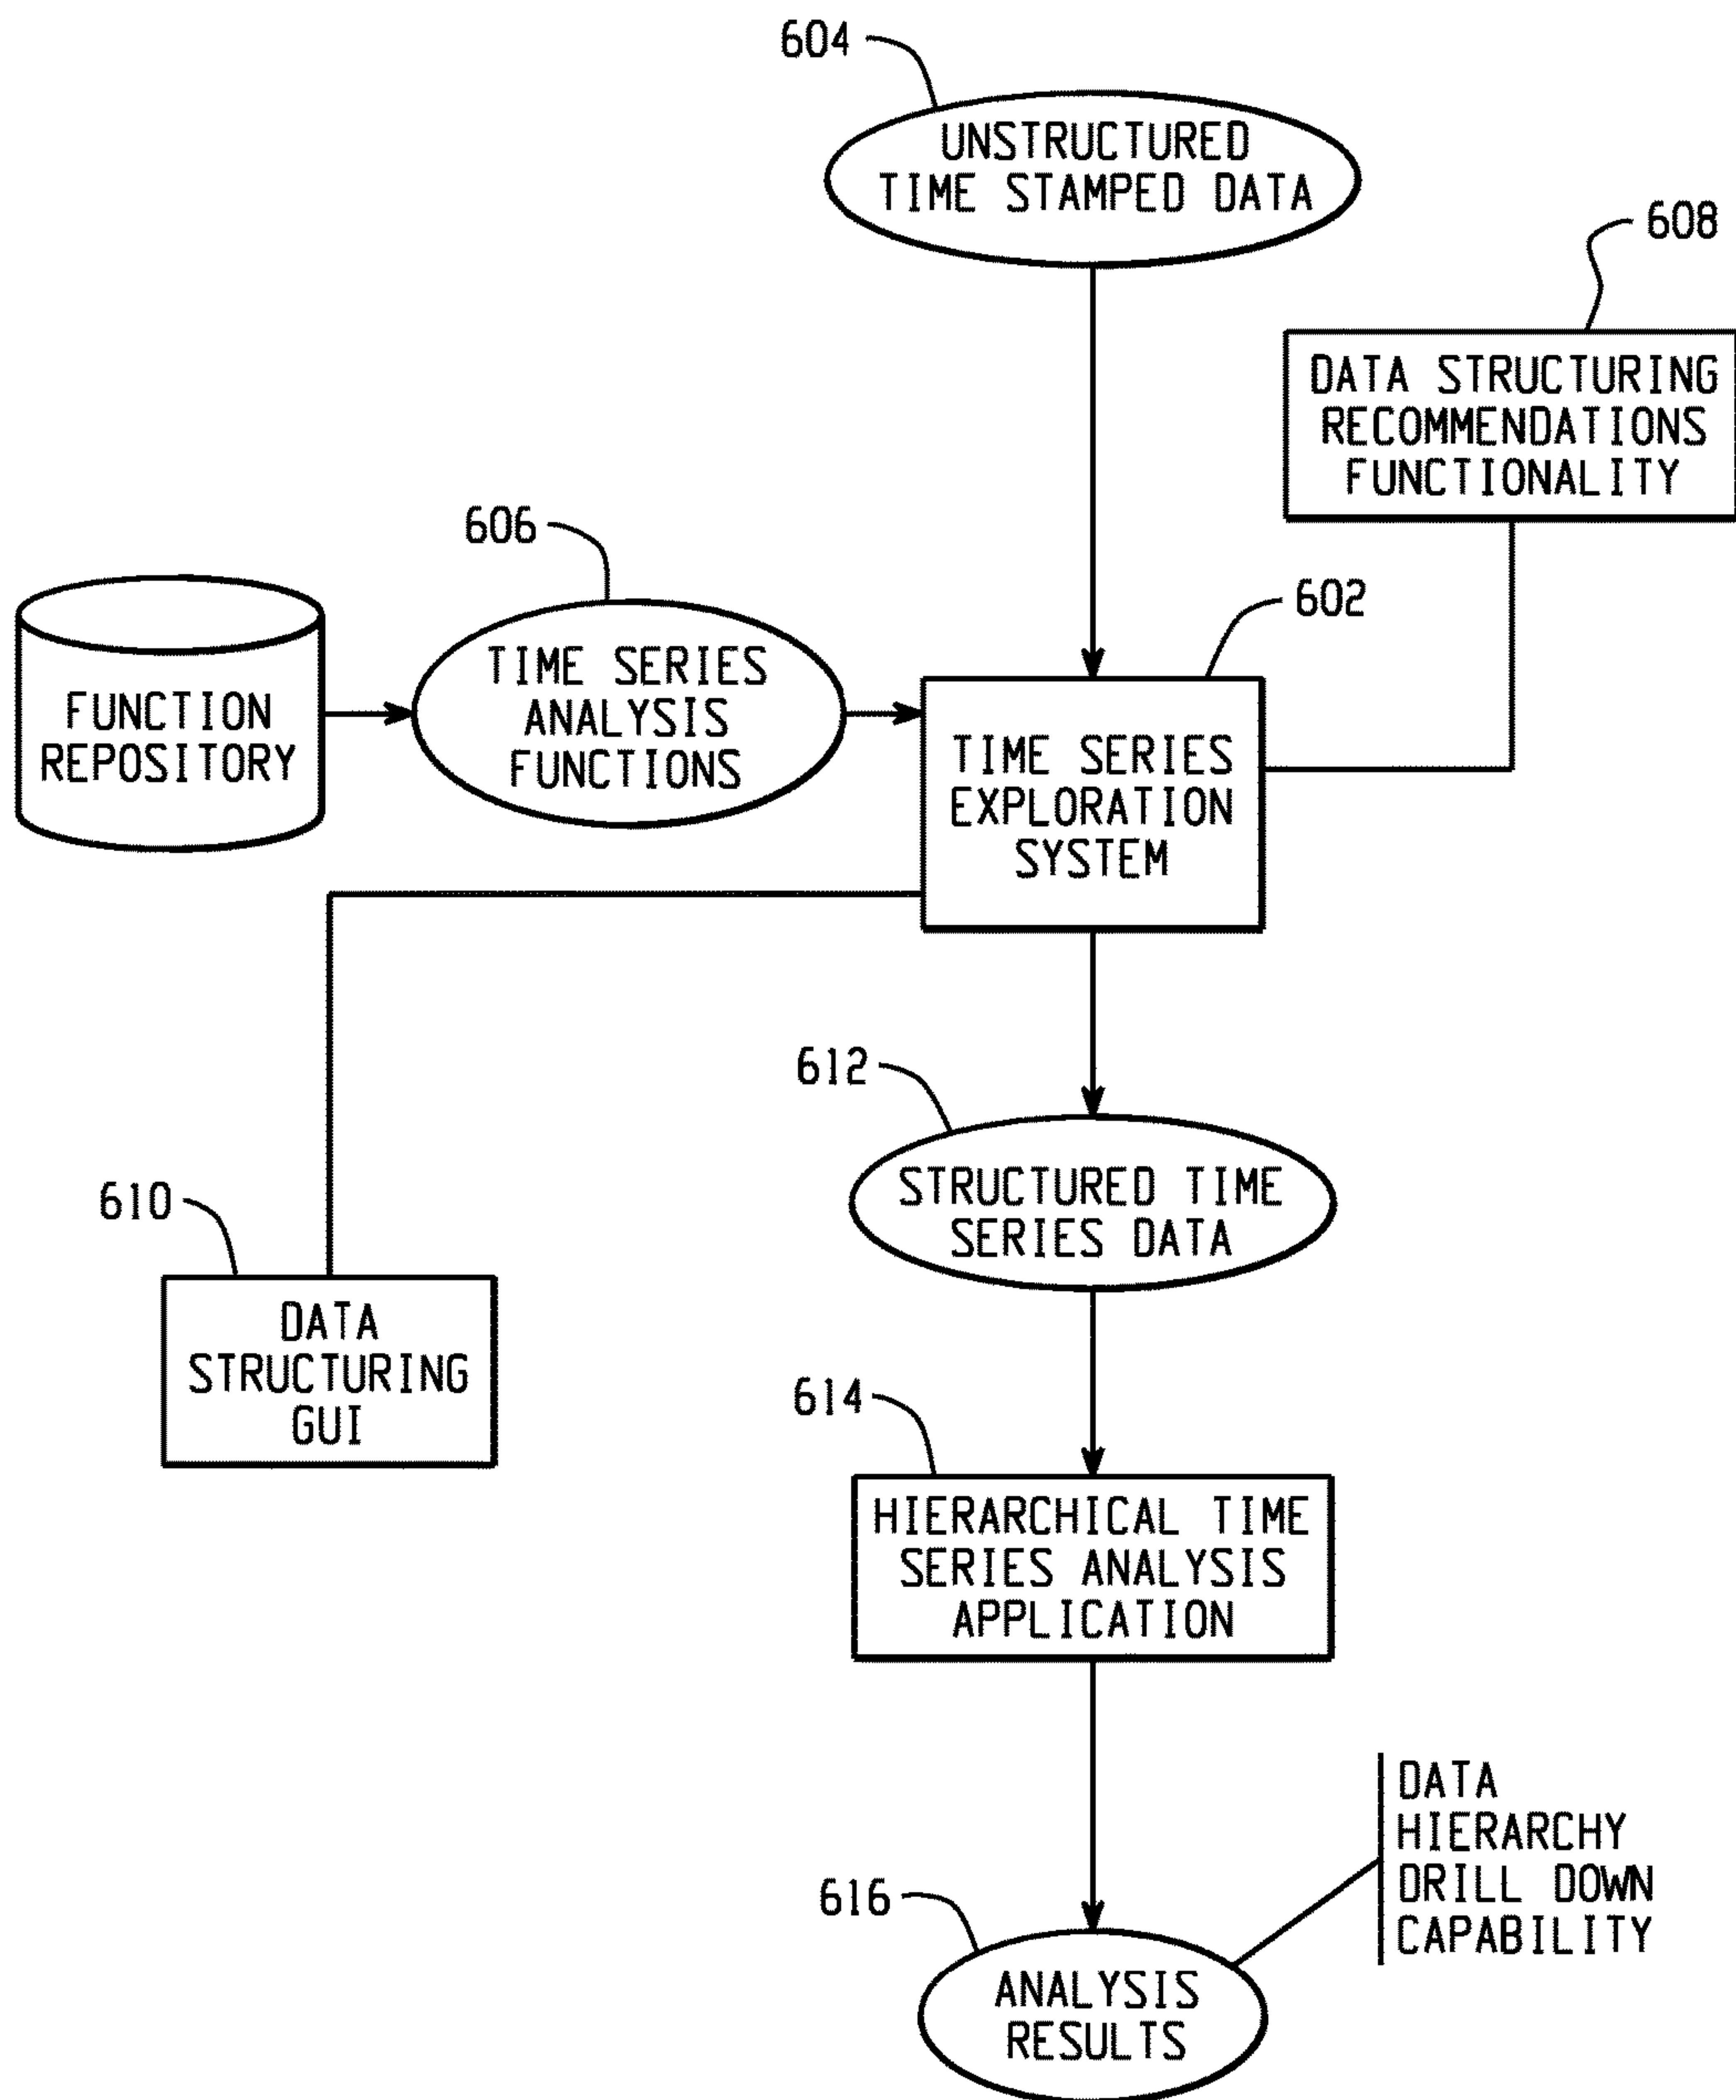 604
UNSTRUCTURED
TIME STAMPED DATA
608
DATA STRUCTURING
RECOMMENDATIONS
FUNCTIONALITY
606
602
FUNCTION
REPOSITORY
TIME SERIES
ANALYSIS
FUNCTIONS
TIME SERIES
EXPLORATION
SYSTEM
612
STRUCTURED TIME
SERIES DATA
610
DATA
STRUCTURING
GUI
614
HIERARCHICAL TIME
SERIES ANALYSIS
APPLICATION
616
DATA
HIERARCHY
DRILL DOWN
CAPABILITY
ANALYSIS
RESULTS